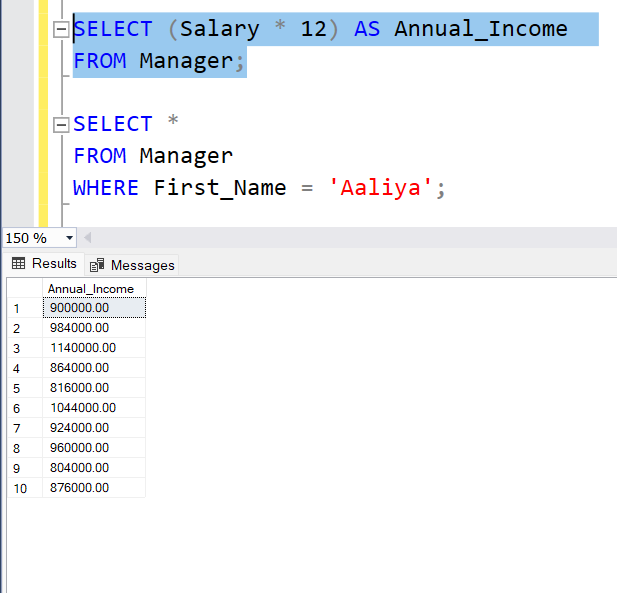 SELECT (Salary * 12) AS Annual_Income
FROM Manager;
SELECT *
FROM Manager
WHERE First_Name = 'Aaliya';
150 %
Results Messages
Annual_Income
1 900000.00
2 984000.00
3 1140000.00
4 864000.00
5 816000.00
6 1044000.00
7 924000.00
8 960000.00
9 804000.00
10 876000.00